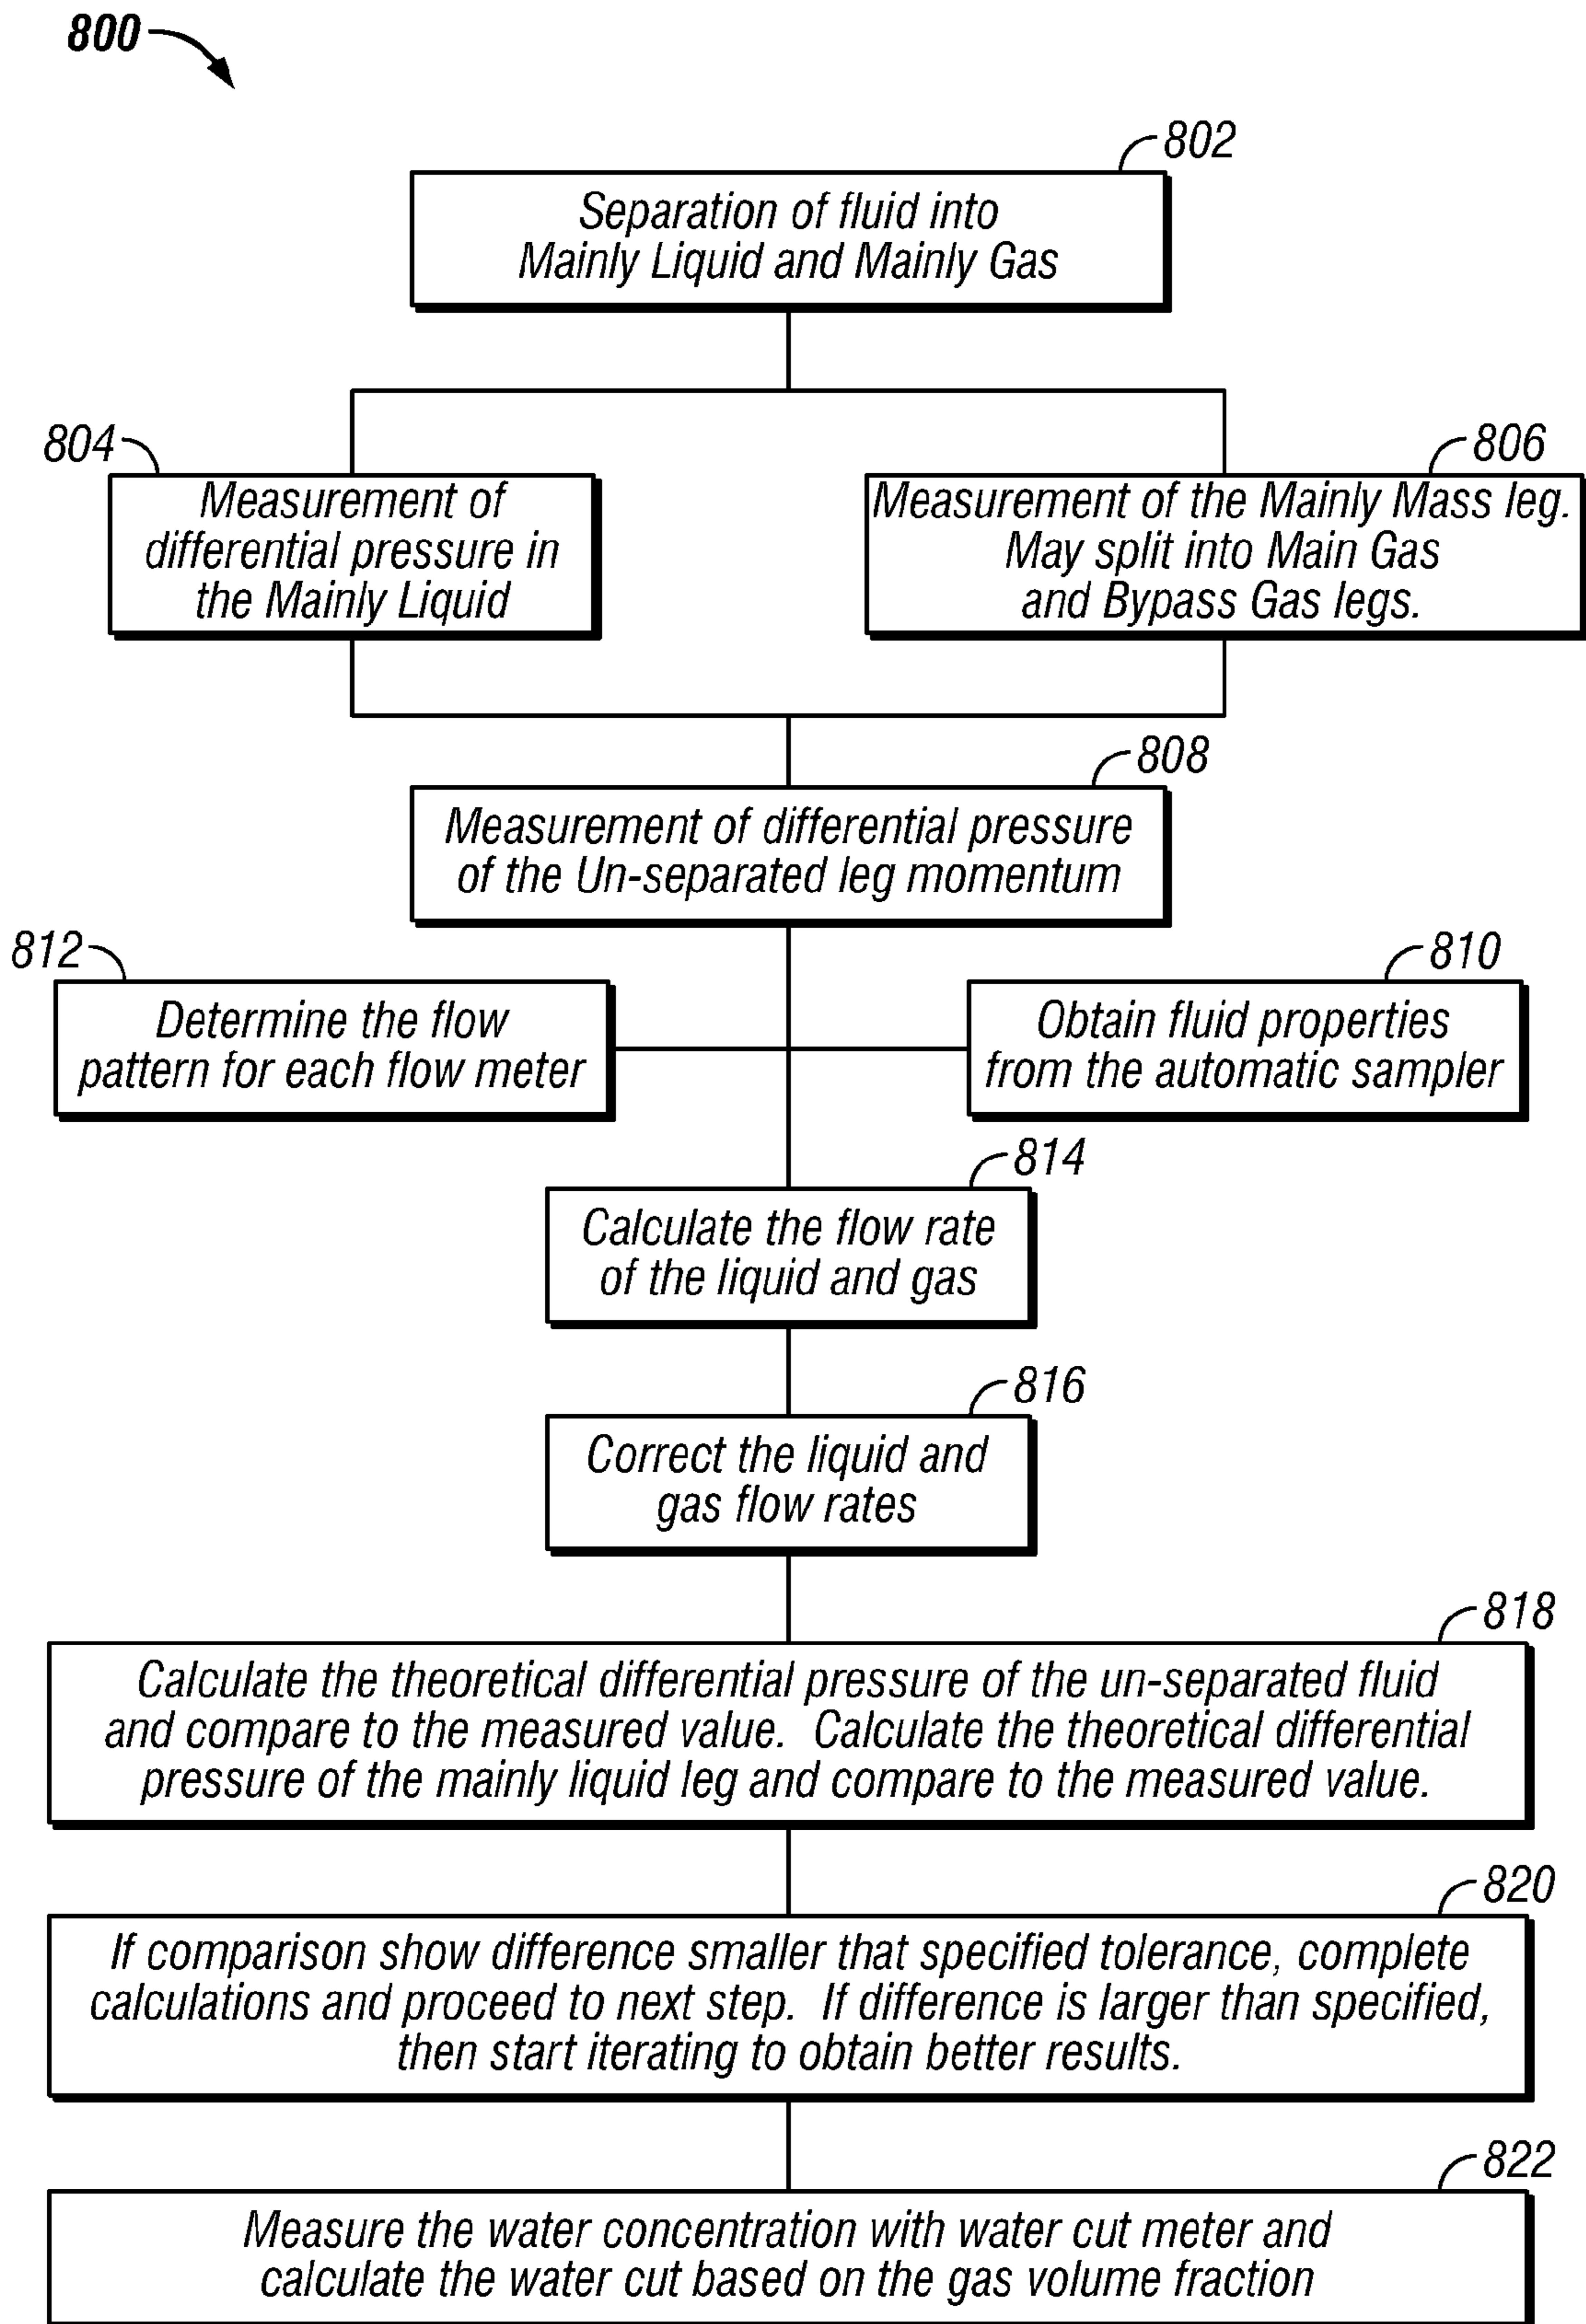 800
802
Separation of fluid into
Mainly Liquid and Mainly Gas
804
Measurement of
differential pressure in
the Mainly Liquid
806
Measurement of the Mainly Mass leg.
May split into Main Gas
and Bypass Gas legs.
808
Measurement of differential pressure
of the Un-separated leg momentum
812
Determine the flow
pattern for each flow meter
810
Obtain fluid properties
from the automatic sampler
814
Calculate the flow rate
of the liquid and gas
816
Correct the liquid and
gas flow rates
818
Calculate the theoretical differential pressure of the un-separated fluid
and compare to the measured value. Calculate the theoretical differential
pressure of the mainly liquid leg and compare to the measured value.
820
If comparison show difference smaller that specified tolerance, complete
calculations and proceed to next step. If difference is larger than specified,
then start iterating to obtain better results.
822
Measure the water concentration with water cut meter and
calculate the water cut based on the gas volume fraction